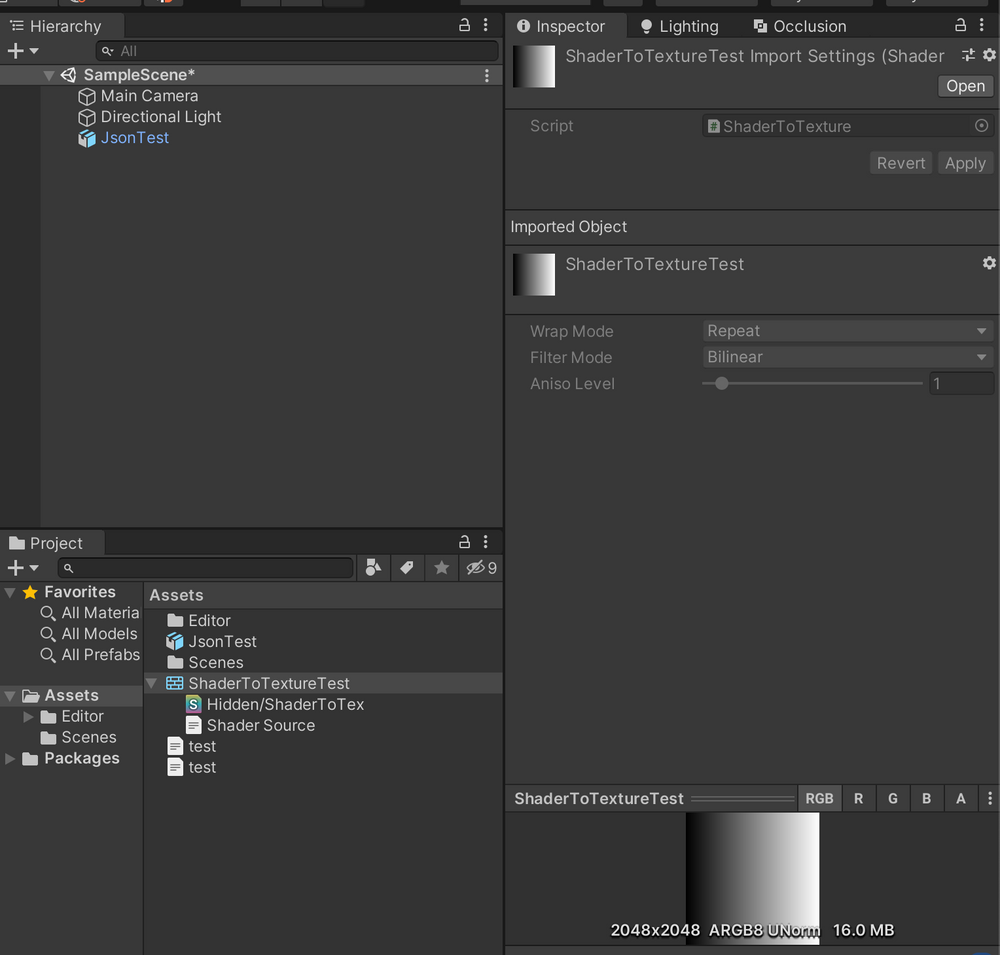 Hierarchy
All
SampleScene*
Main Camera
Directional Light
JsonTest
Project
9
Favorites
All Materia
All Models
All Prefabs
Assets
Editor
Scenes
Packages
Assets
Editor
JsonTest
Scenes
ShaderToTextureTest
Hidden/ShaderToTex
Shader Source
test
test
Inspector
Lighting
Occlusion
ShaderToTextureTest Import Settings (Shader
Open
Script
# ShaderToTexture
Revert Apply
Imported Object
ShaderToTextureTest
Wrap Mode Repeat
Filter Mode Bilinear
Aniso Level 1
ShaderToTextureTest RGB R G B A
2048x2048 ARGB8 UNorm 16.0 MB